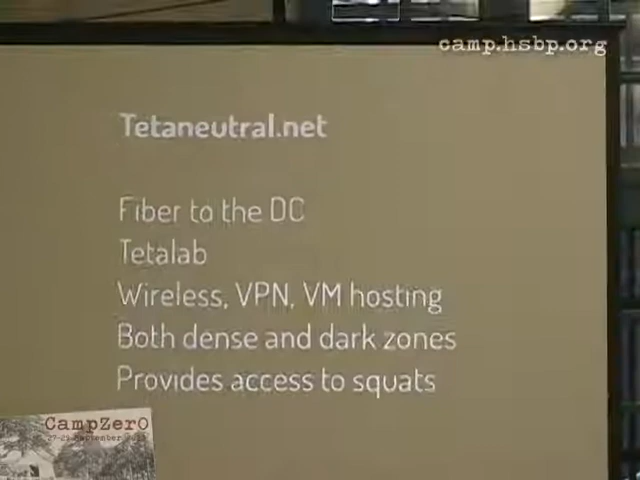 camp.hsbp.org
Tetaneutral.net
Fiber to the DC
Tetalab
Wireless, VPN, VM hosting
Both dense and dark zones
Provides access to squats
CampZer0